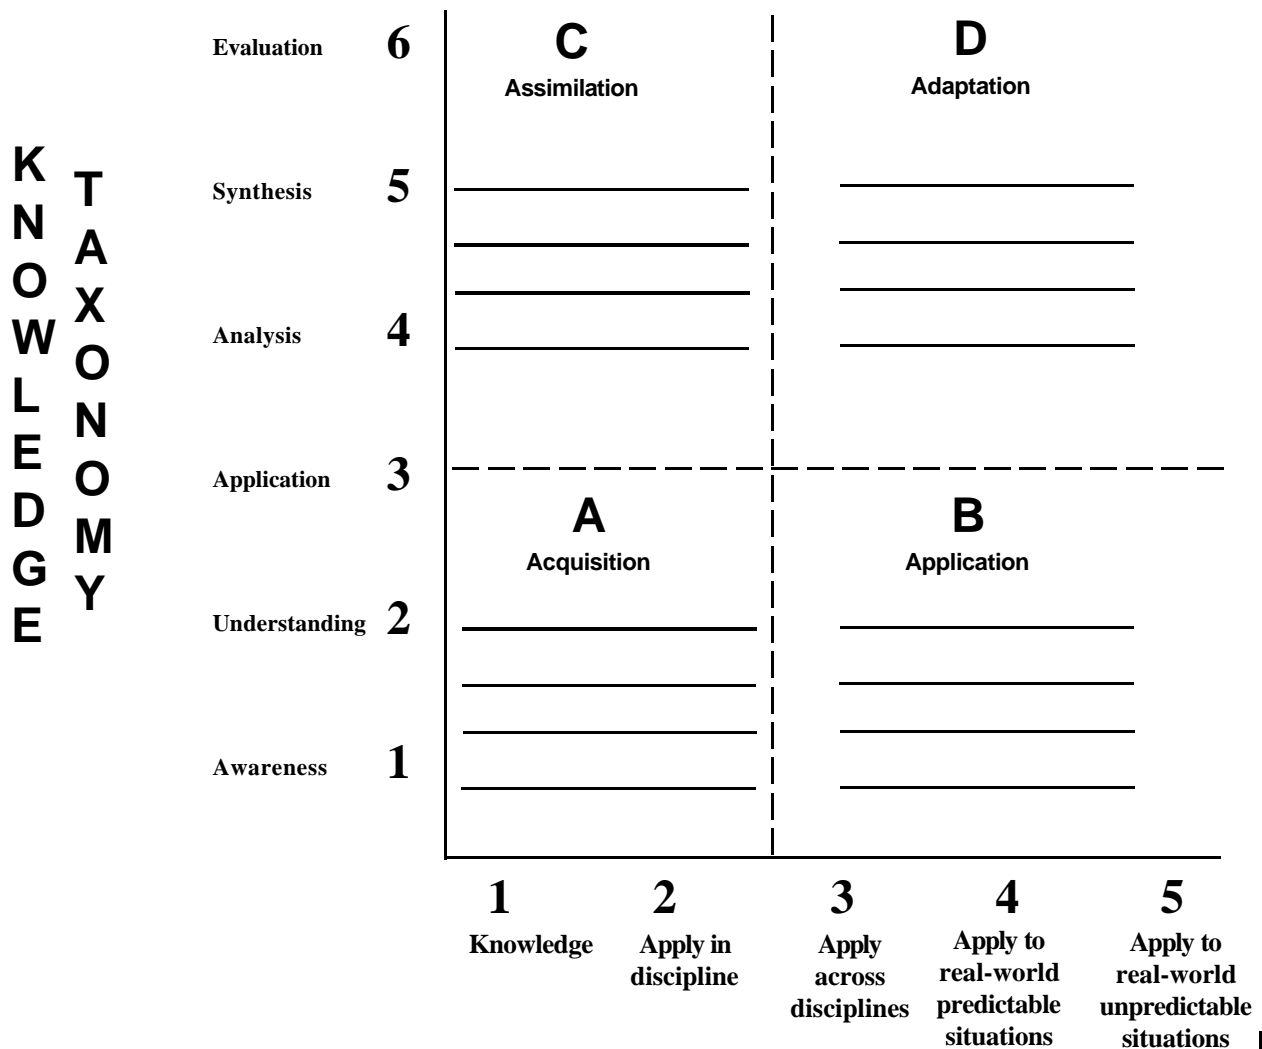 KNOWLEDGE
TAXONOMY
Evaluation 6
Synthesis 5
Analysis 4
Application 3
Understanding 2
Awareness 1
C
Assimilation
D
Adaptation
A
Acquisition
B
Application
1
Knowledge
2
Apply in
discipline
3
Apply
across
disciplines
4
Apply to
real-world
predictable
situations
5
Apply to
real-world
unpredictable
situations